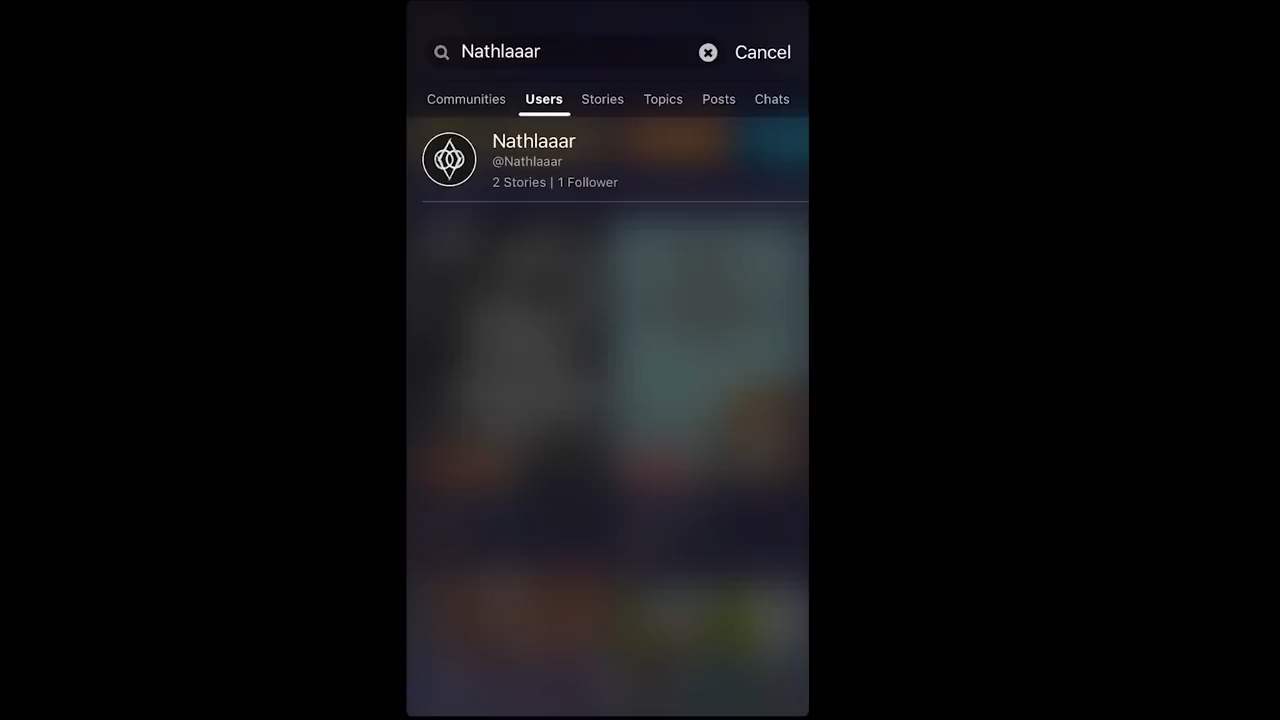 Nathlaaar
Cancel
Communities Users Stories Topics Posts Chats
Nathlaaar
@Nathlaaar
2 Stories | 1 Follower